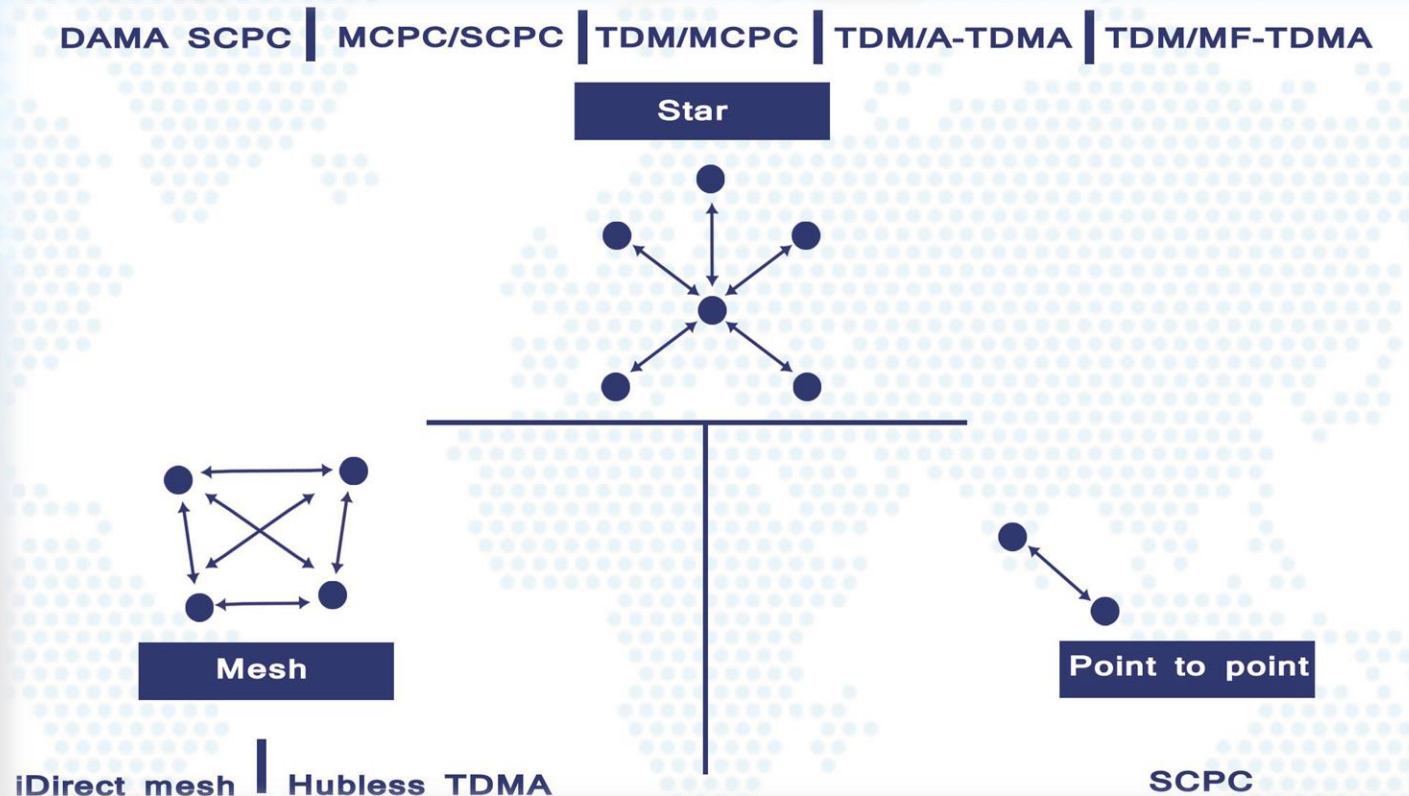 DAMA SCPC | MCPC/SCPC | TDM/MCPC | TDM/A-TDMA | TDM/MF-TDMA
Star
Mesh
Point to point
iDirect mesh | Hubless TDMA
SCPC